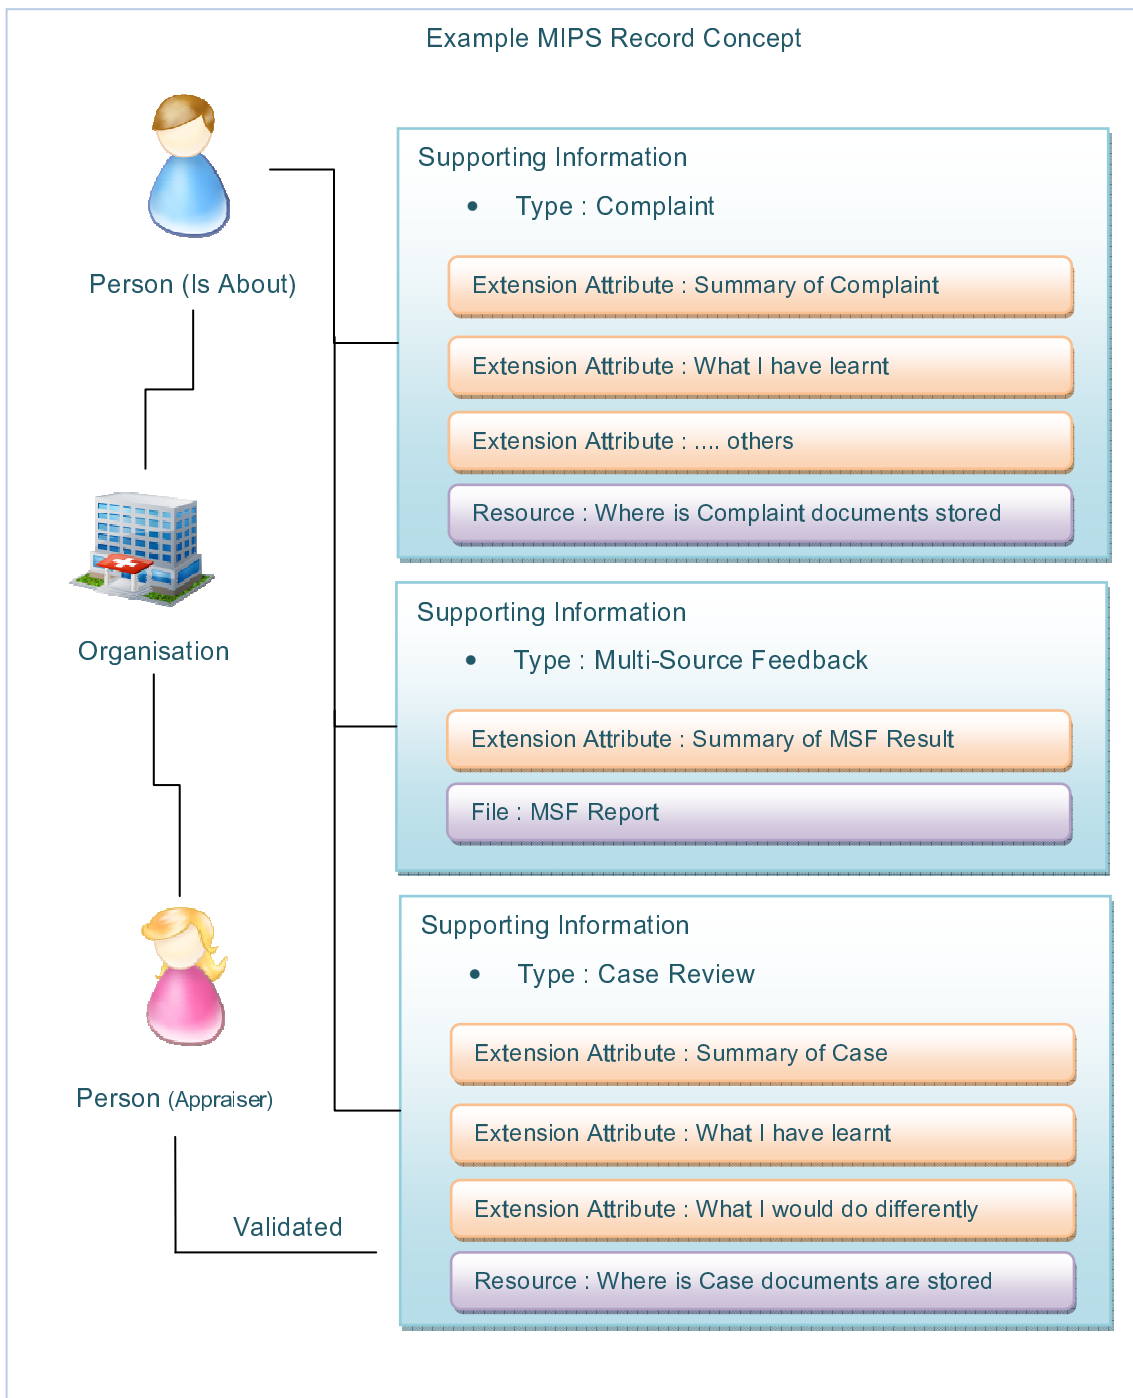 Example MIPS Record Concept
Person (Is About)
Organisation
Person (Appraiser)
Validated
Supporting Information
• Type : Complaint
Extension Attribute : Summary of Complaint
Extension Attribute : What I have learnt
Extension Attribute : .... others
Resource : Where is Complaint documents stored
Supporting Information
• Type : Multi-Source Feedback
Extension Attribute : Summary of MSF Result
File : MSF Report
Supporting Information
• Type : Case Review
Extension Attribute : Summary of Case
Extension Attribute : What I have learnt
Extension Attribute : What I would do differently
Resource : Where is Case documents are stored